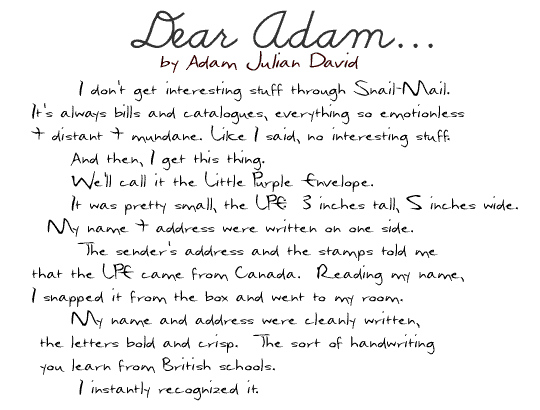 Dear Adam...
by Adam Julian David
I don't get interesting stuff through Snail-Mail.
It's always bills and catalogues, everything so emotionless
+ distant + mundane. Like I said, no interesting stuff.
And then, I get this thing.
We'll call it the Little Purple Envelope.
It was pretty small, the LPE. 3 inches tall, 5 inches wide.
My name + address were written on one side.
The sender's address and the stamps told me
that the LPE came from Canada. Reading my name,
I snapped it from the box and went to my room.
My name and address were cleanly written,
the letters bold and crisp. The sort of handwriting
you learn from British schools.
I instantly recognized it.